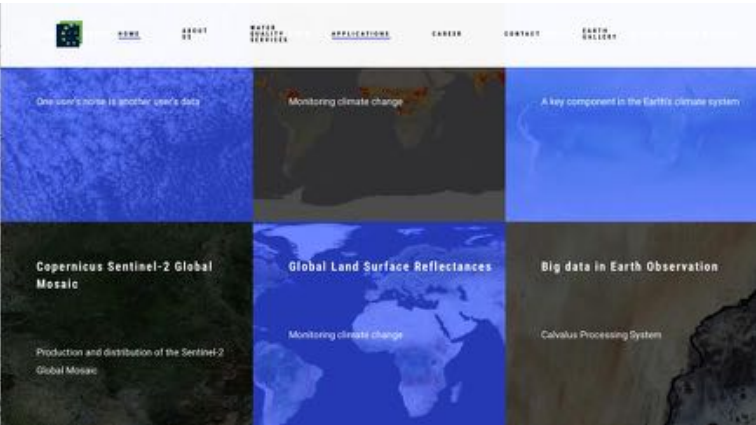 HOME
ABOUT
US
WATER
QUALITY
SERVICES
APPLICATIONS
CAREER
CONTACT
EARTH
GALLERY
One user's noise is another user's data
Monitoring climate change
A key component in the Earth's climate system
Copernicus Sentinel-2 Global
Mosaic
Global Land Surface Reflectances
Big data in Earth Observation
Production and distribution of the Sentinel-2
Global Mosaic
Monitoring climate change
Calvalus Processing System